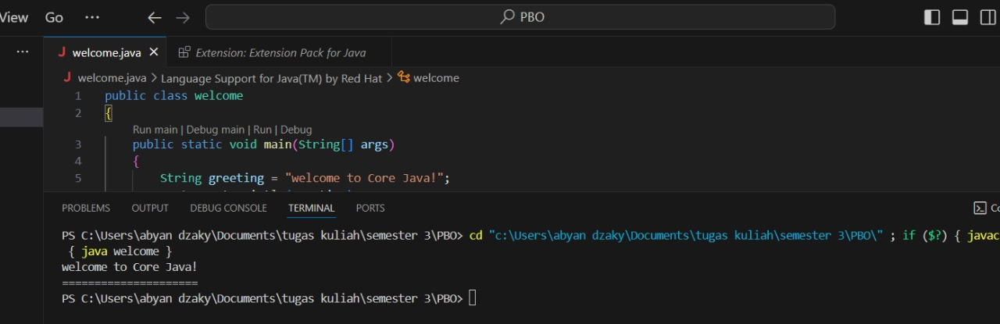 View Go ··· ← → PBO
··· J welcome.java × Extension: Extension Pack for Java
J welcome.java > Language Support for Java(TM) by Red Hat > welcome
1 public class welcome
2 {
Run main | Debug main | Run | Debug
3 public static void main(String[] args)
4 {
5 String greeting = "welcome to Core Java!";
PROBLEMS OUTPUT DEBUG CONSOLE TERMINAL PORTS
PS C:\Users\abyan dzaky\Documents\tugas kuliah\semester 3\PBO> cd "c:\Users\abyan dzaky\Documents\tugas kuliah\semester 3\PBO\" ; if ($?) { javac
{ java welcome }
welcome to Core Java!
=====================
PS C:\Users\abyan dzaky\Documents\tugas kuliah\semester 3\PBO>